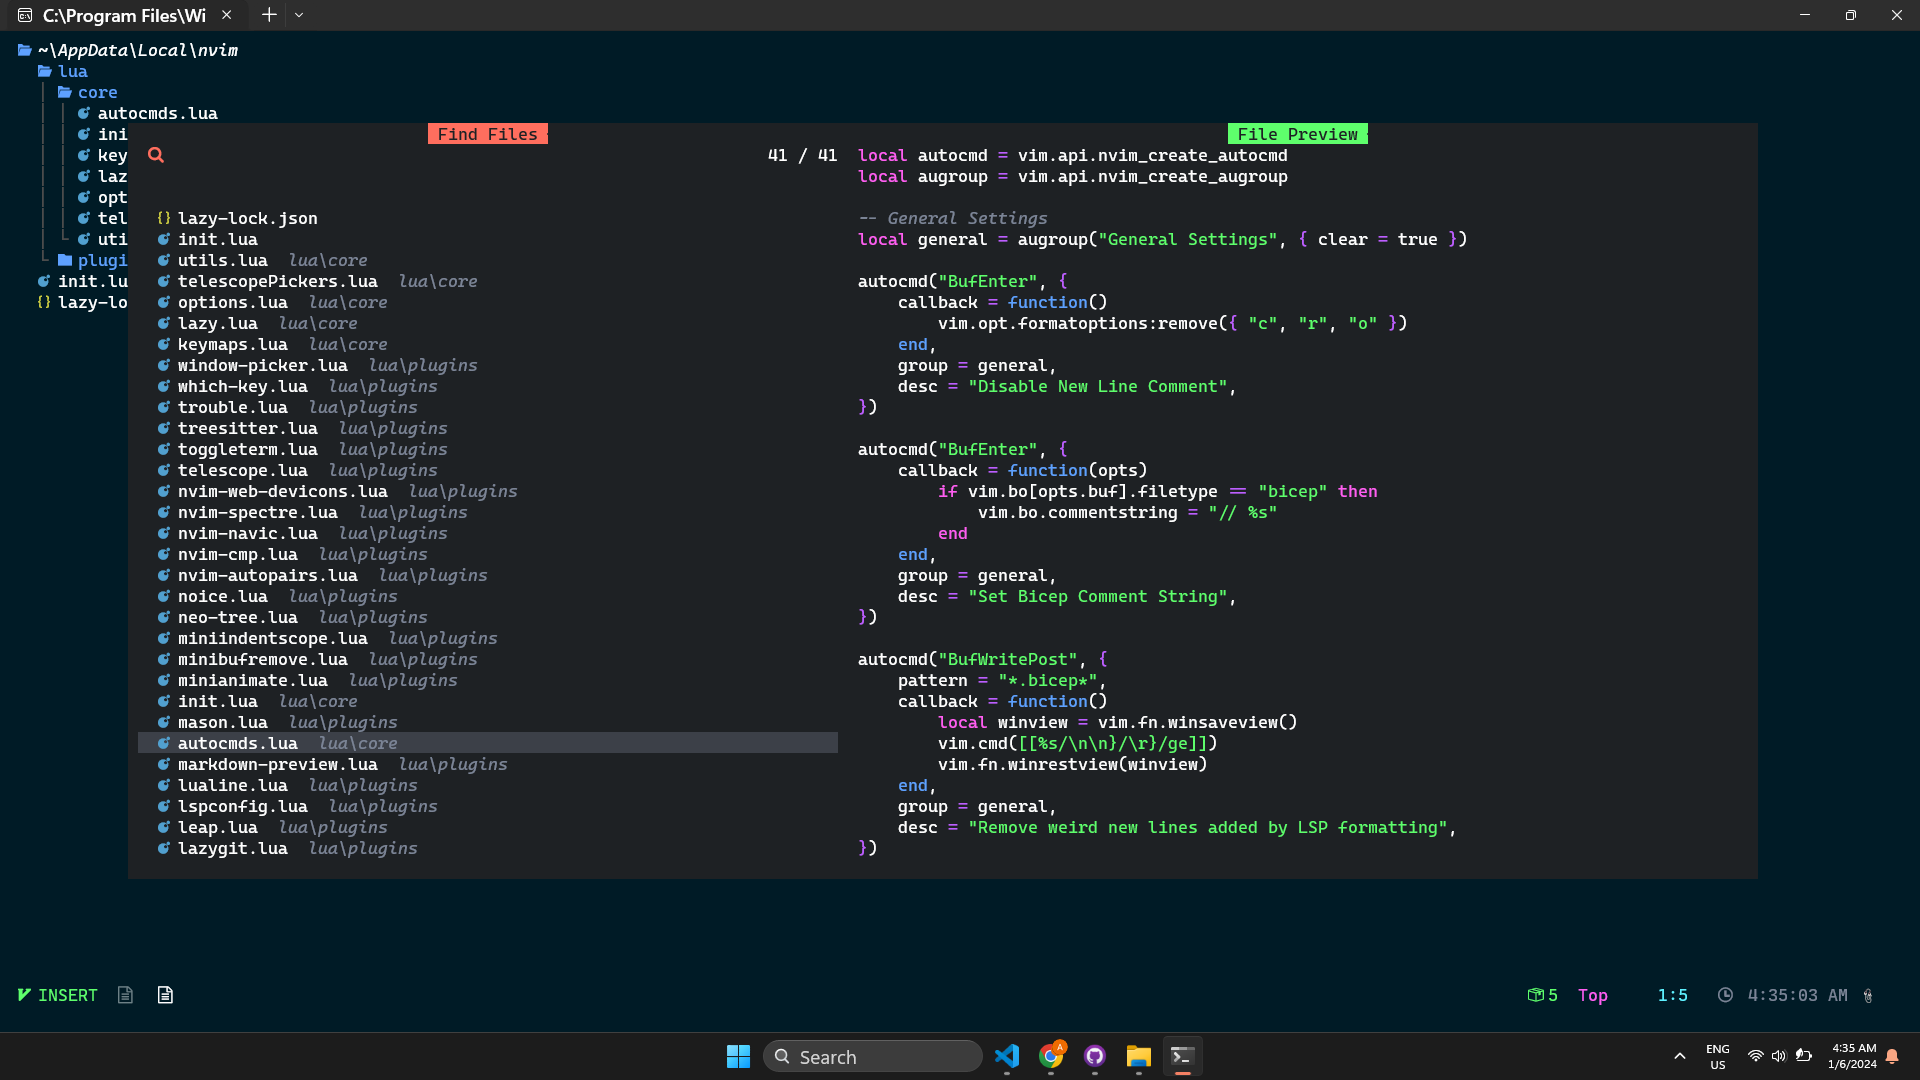 C:\Program Files\Wi
~\AppData\Local\nvim
lua
core
autocmds.lua
ini
key
laz
opt
tel
uti
plugi
init.lu
{} lazy-lo
Find Files
41 / 41
{} lazy-lock.json
init.lua
utils.lua lua\core
telescopePickers.lua lua\core
options.lua lua\core
lazy.lua lua\core
keymaps.lua lua\core
window-picker.lua lua\plugins
which-key.lua lua\plugins
trouble.lua lua\plugins
treesitter.lua lua\plugins
toggleterm.lua lua\plugins
telescope.lua lua\plugins
nvim-web-devicons.lua lua\plugins
nvim-spectre.lua lua\plugins
nvim-navic.lua lua\plugins
nvim-cmp.lua lua\plugins
nvim-autopairs.lua lua\plugins
noice.lua lua\plugins
neo-tree.lua lua\plugins
miniindentscope.lua lua\plugins
minibufremove.lua lua\plugins
minianimate.lua lua\plugins
init.lua lua\core
mason.lua lua\plugins
autocmds.lua lua\core
markdown-preview.lua lua\plugins
lualine.lua lua\plugins
lspconfig.lua lua\plugins
leap.lua lua\plugins
lazygit.lua lua\plugins
File Preview
local autocmd = vim.api.nvim_create_autocmd
local augroup = vim.api.nvim_create_augroup
-- General Settings
local general = augroup("General Settings", { clear = true })
autocmd("BufEnter", {
callback = function()
vim.opt.formatoptions:remove({ "c", "r", "o" })
end,
group = general,
desc = "Disable New Line Comment",
})
autocmd("BufEnter", {
callback = function(opts)
if vim.bo[opts.buf].filetype == "bicep" then
vim.bo.commentstring = "// %s"
end
end,
group = general,
desc = "Set Bicep Comment String",
})
autocmd("BufWritePost", {
pattern = "*.bicep*",
callback = function()
local winview = vim.fn.winsaveview()
vim.cmd([[%s/\n\n}/\r}/ge]])
vim.fn.winrestview(winview)
end,
group = general,
desc = "Remove weird new lines added by LSP formatting",
})
INSERT
5 Top 1:5 4:35:03 AM
Search
ENG
US
4:35 AM
1/6/2024